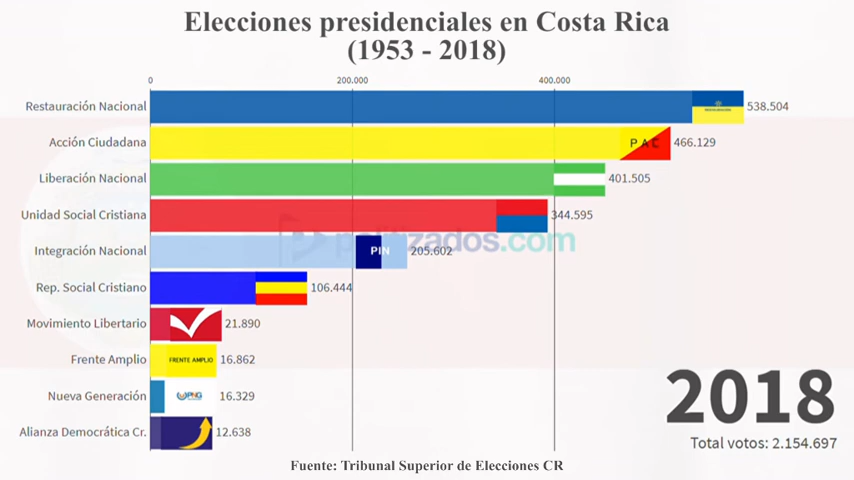 Elecciones presidenciales en Costa Rica
(1953 - 2018)
0 200.000 400.000
Restauración Nacional 538.504
Acción Ciudadana PAC 466.129
Liberación Nacional 401.505
Unidad Social Cristiana 344.595
Integración Nacional PIN 205.602
Rep. Social Cristiano 106.444
Movimiento Libertario 21.890
Frente Amplio FRENTE AMPLIO 16.862
Nueva Generación PNG 16.329
Alianza Democrática Cr. 12.638
2018
Total votos: 2.154.697
Fuente: Tribunal Superior de Elecciones CR